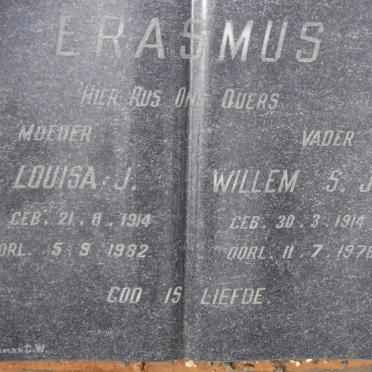 ERASMUS
HIER RUS ONS OUERS
MOEDER VADER
LOUISA J. WILLEM S. J.
GEB. 21. 8. 1914 GEB. 30. 3. 1914
OORL. 5. 9. 1982 OORL. 11. 7.
GOD IS LIEFDE.
C.W.